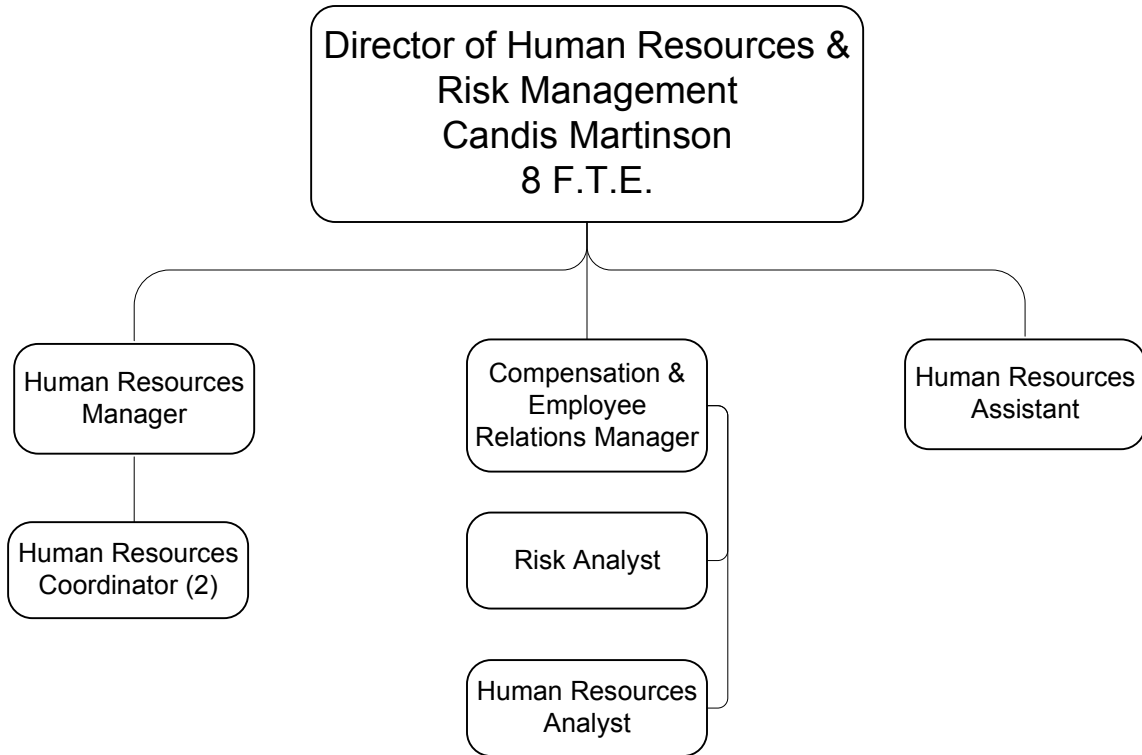 Director of Human Resources &
Risk Management
Candis Martinson
8 F.T.E.
Human Resources
Manager
Compensation &
Employee
Relations Manager
Human Resources
Assistant
Human Resources
Coordinator (2)
Risk Analyst
Human Resources
Analyst